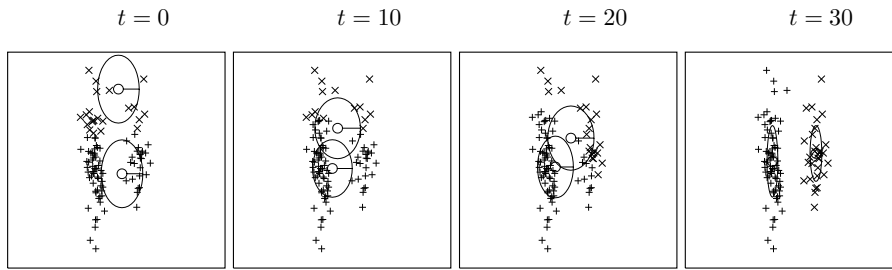 t = 0
t = 10
t = 20
t = 30